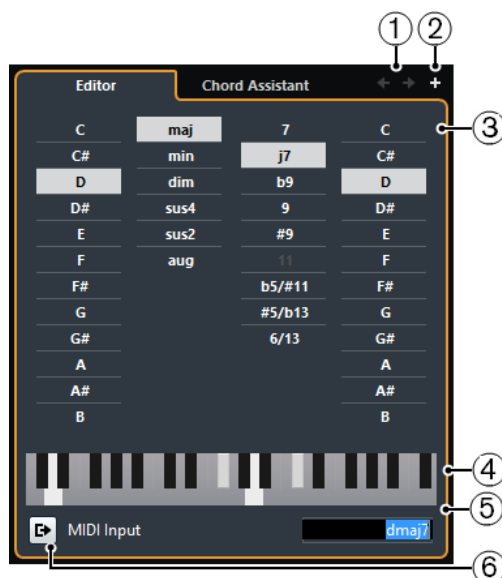 1 2
Editor Chord Assistant
3
C maj 7 C
C# min j7 C#
D dim b9 D
D# sus4 9 D#
E sus2 #9 E
F aug 11 F
F# b5/#11 F#
G #5/b13 G
G# 6/13 G#
A A
A# A#
B B
4
5
MIDI Input dmaj7
6